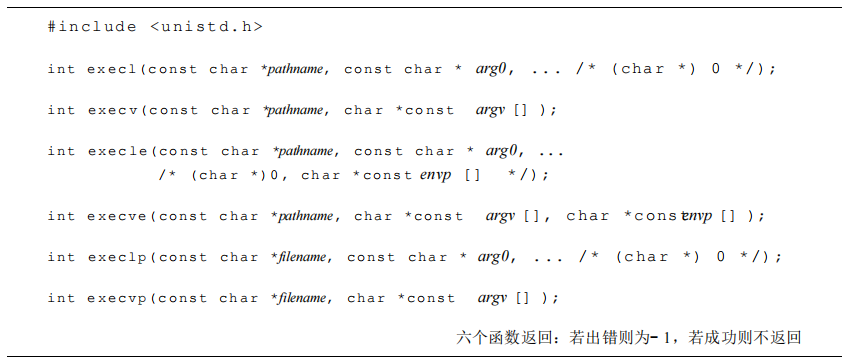 #include <unistd.h>
int execl(const char *pathname, const char * arg0, ... /* (char *) 0 */);
int execv(const char *pathname, char *const argv [] );
int execle(const char *pathname, const char * arg0, ...
/* (char *)0, char *const envp [] */);
int execve(const char *pathname, char *const argv [], char *const envp [] );
int execlp(const char *filename, const char * arg0, ... /* (char *) 0 */);
int execvp(const char *filename, char *const argv [] );
六个函数返回：若出错则为-1，若成功则不返回